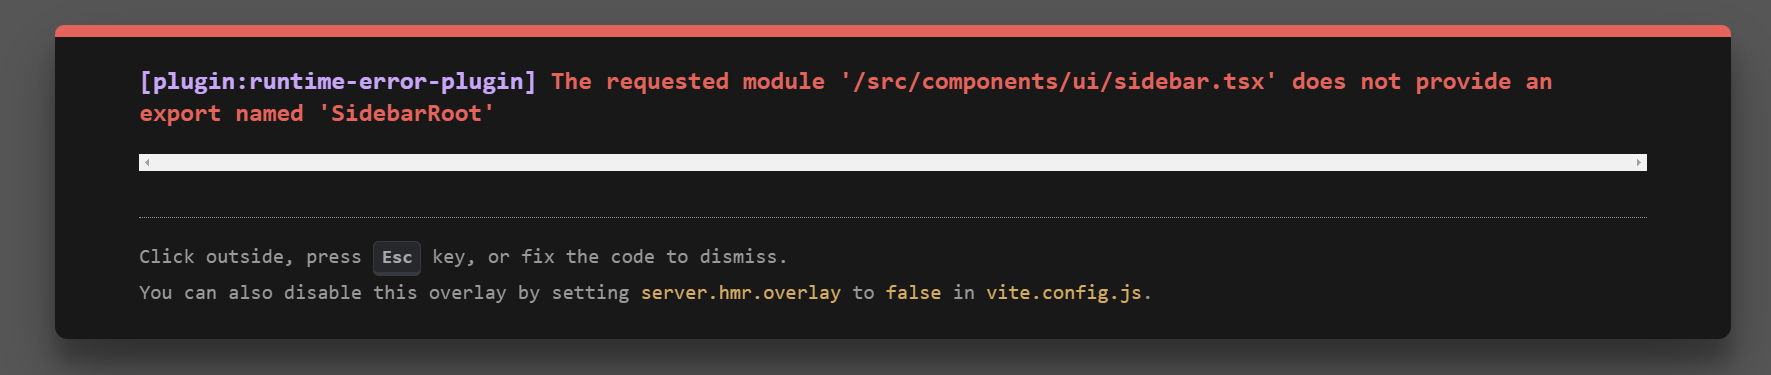 [plugin:runtime-error-plugin] The requested module '/src/components/ui/sidebar.tsx' does not provide an
export named 'SidebarRoot'
Click outside, press Esc key, or fix the code to dismiss.
You can also disable this overlay by setting server.hmr.overlay to false in vite.config.js.